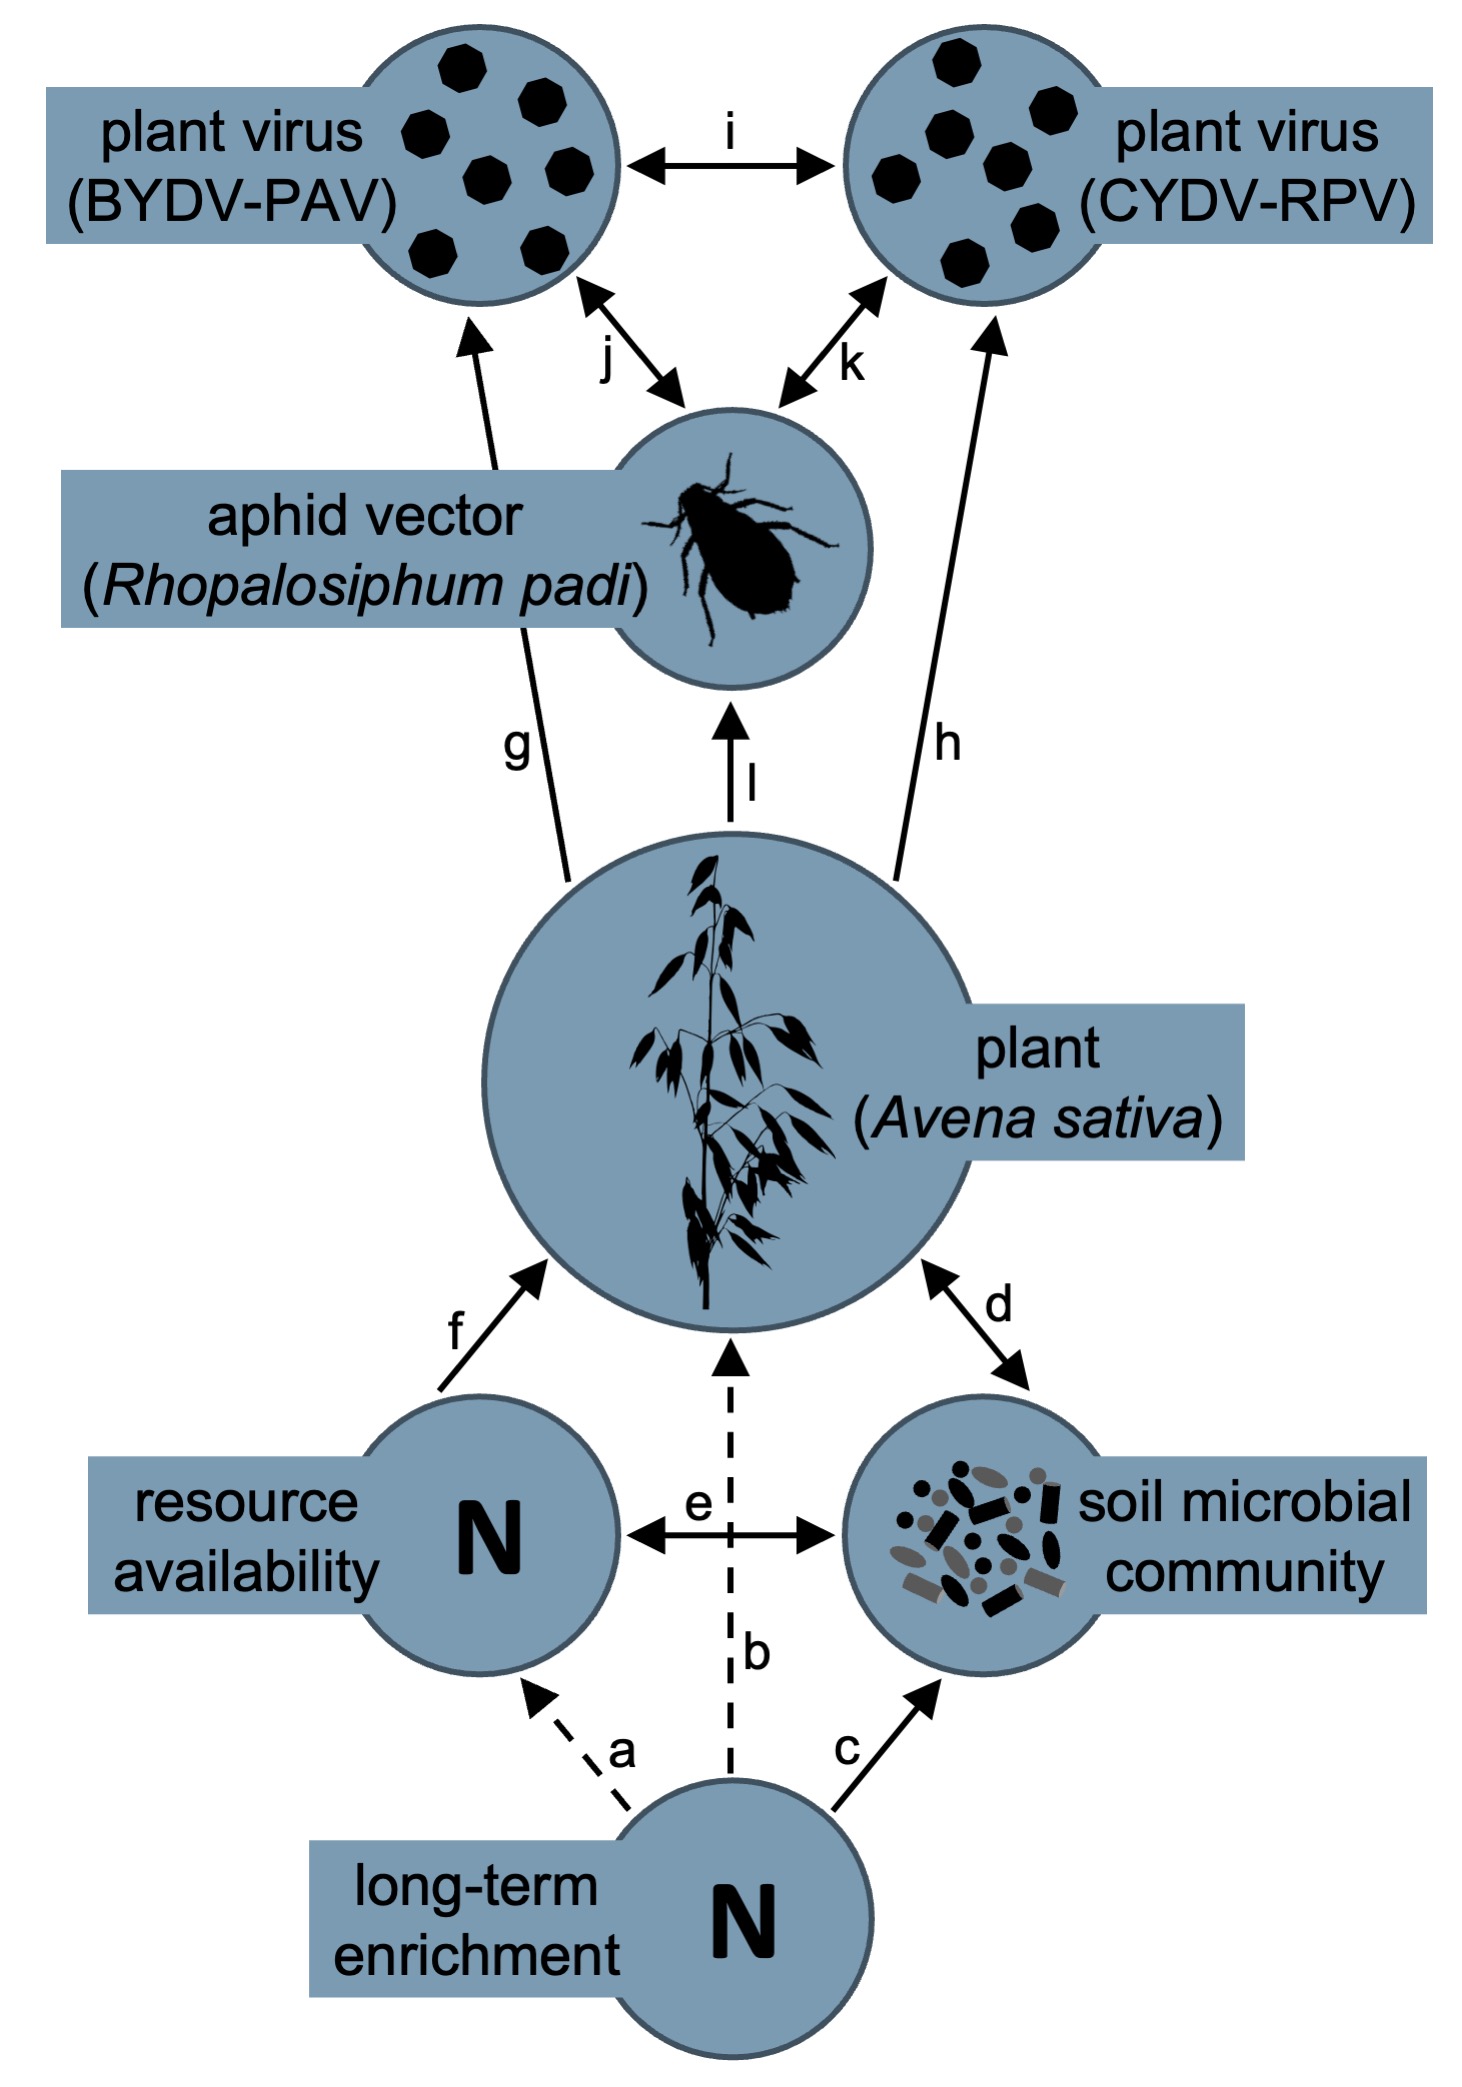 plant virus
(BYDV-PAV)
i
plant virus
(CYDV-RPV)
j
k
aphid vector
(Rhopalosiphum padi)
g
l
h
plant
(Avena sativa)
f
d
resource
availability
N
e
soil microbial
community
b
a
c
long-term
enrichment
N